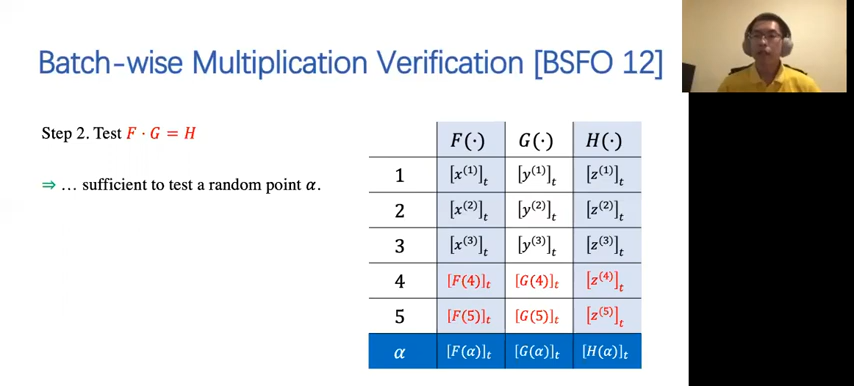 Batch-wise Multiplication Verification [BSFO 12]
Step 2. Test F · G = H
⇒ … sufficient to test a random point α.
F(·) G(·) H(·)
1 [x⁽¹⁾]ₜ [y⁽¹⁾]ₜ [z⁽¹⁾]ₜ
2 [x⁽²⁾]ₜ [y⁽²⁾]ₜ [z⁽²⁾]ₜ
3 [x⁽³⁾]ₜ [y⁽³⁾]ₜ [z⁽³⁾]ₜ
4 [F(4)]ₜ [G(4)]ₜ [z⁽⁴⁾]ₜ
5 [F(5)]ₜ [G(5)]ₜ [z⁽⁵⁾]ₜ
α [F(α)]ₜ [G(α)]ₜ [H(α)]ₜ